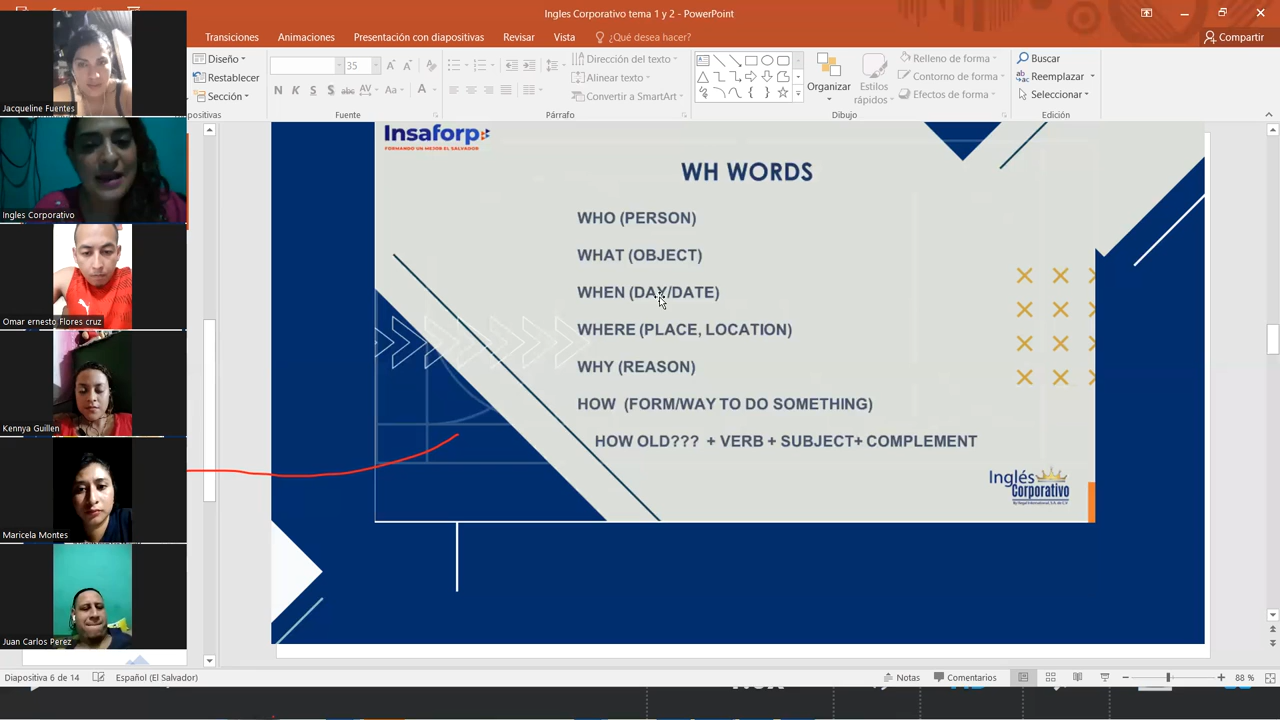 Ingles Corporativo tema 1 y 2 - PowerPoint
Transiciones Animaciones Presentación con diapositivas Revisar Vista ¿Qué desea hacer? Compartir
Diseño
Restablecer
Sección
35
Dirección del texto
Alinear texto
Convertir a SmartArt
Organizar
Estilos
rápidos
Relleno de forma
Contorno de forma
Efectos de forma
Buscar
Reemplazar
Seleccionar
Fuente
Párrafo
Dibujo
Edición
Jacqueline Fuentes
Ingles Corporativo
Omar ernesto Flores cruz
Kennya Guillen
Maricela Montes
Juan Carlos Perez
Insaforp
FORMANDO UN MEJOR EL SALVADOR
WH WORDS
WHO (PERSON)
WHAT (OBJECT)
WHEN (DAY/DATE)
WHERE (PLACE, LOCATION)
WHY (REASON)
HOW (FORM/WAY TO DO SOMETHING)
HOW OLD??? + VERB + SUBJECT+ COMPLEMENT
Inglés
Corporativo
Diapositiva 6 de 14 Español (El Salvador) Notas Comentarios 88 %